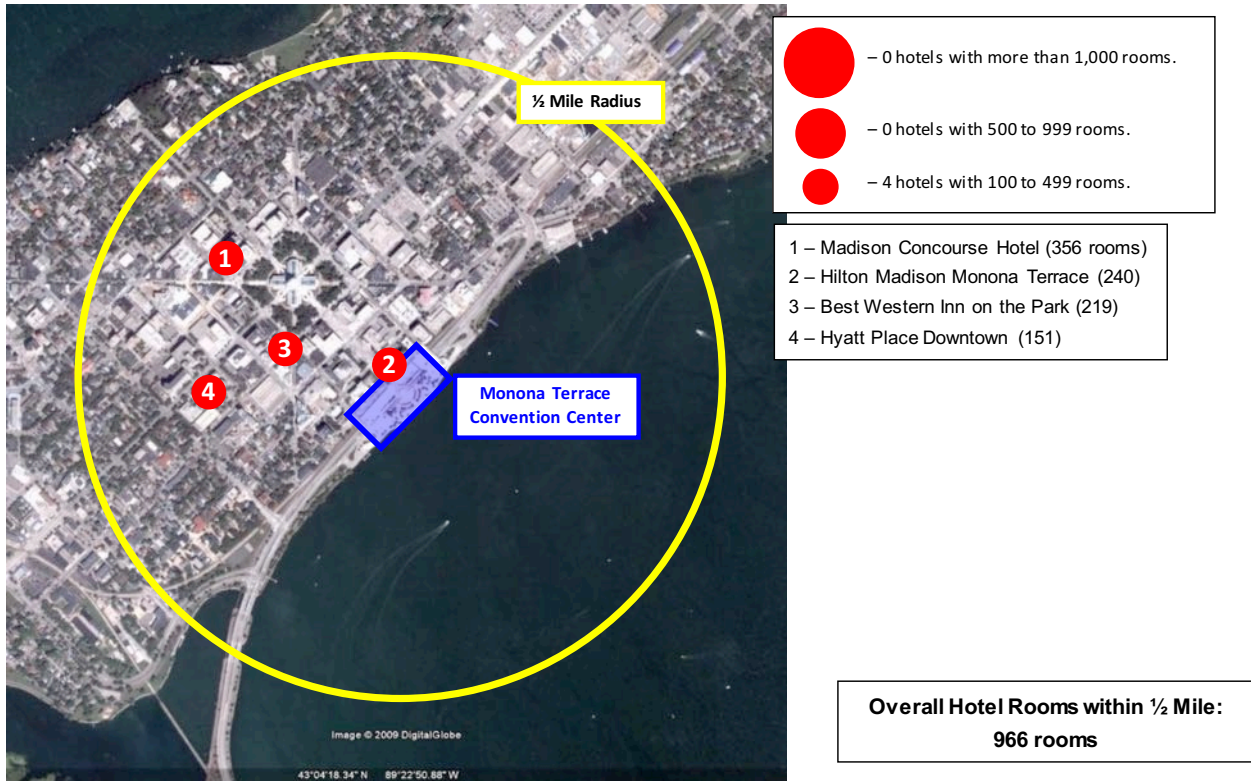 ½ Mile Radius
– 0 hotels with more than 1,000 rooms.
– 0 hotels with 500 to 999 rooms.
– 4 hotels with 100 to 499 rooms.
1 – Madison Concourse Hotel (356 rooms)
2 – Hilton Madison Monona Terrace (240)
3 – Best Western Inn on the Park (219)
4 – Hyatt Place Downtown (151)
1
3
2
4
Monona Terrace
Convention Center
Overall Hotel Rooms within ½ Mile:
966 rooms
Image © 2009 DigitalGlobe
43°04'18.34" N 89°22'50.88" W